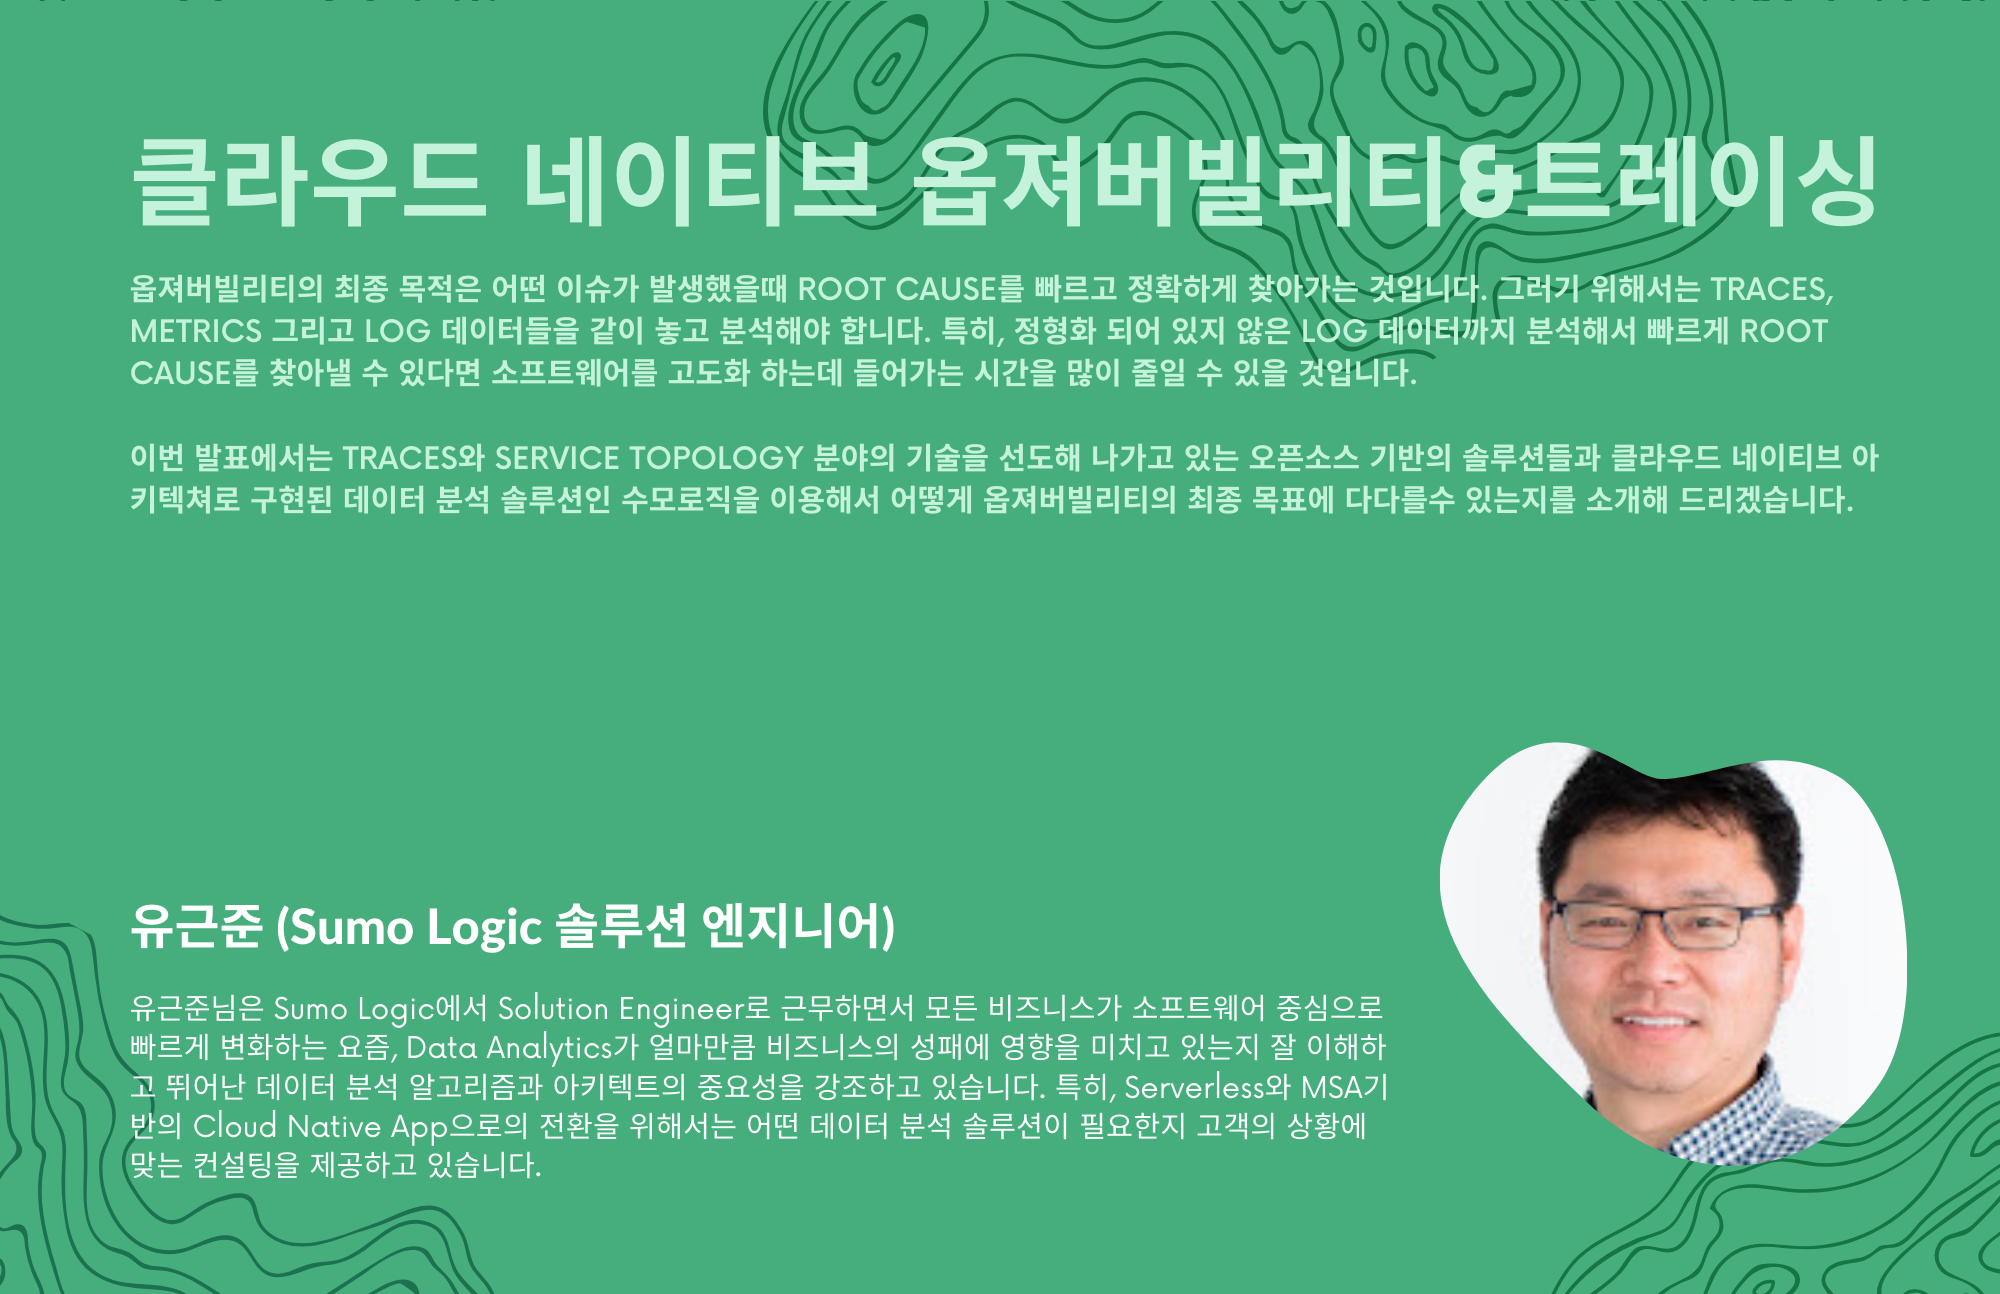 클라우드 네이티브 옵져버빌리티&트레이싱
옵져버빌리티의 최종 목적은 어떤 이슈가 발생했을때 ROOT CAUSE를 빠르고 정확하게 찾아가는 것입니다. 그러기 위해서는 TRACES,
METRICS 그리고 LOG 데이터들을 같이 놓고 분석해야 합니다. 특히, 정형화 되어 있지 않은 LOG 데이터까지 분석해서 빠르게 ROOT
CAUSE를 찾아낼 수 있다면 소프트웨어를 고도화 하는데 들어가는 시간을 많이 줄일 수 있을 것입니다.
이번 발표에서는 TRACES와 SERVICE TOPOLOGY 분야의 기술을 선도해 나가고 있는 오픈소스 기반의 솔루션들과 클라우드 네이티브 아
키텍쳐로 구현된 데이터 분석 솔루션인 수모로직을 이용해서 어떻게 옵져버빌리티의 최종 목표에 다다를수 있는지를 소개해 드리겠습니다.
유근준 (Sumo Logic 솔루션 엔지니어)
유근준님은 Sumo Logic에서 Solution Engineer로 근무하면서 모든 비즈니스가 소프트웨어 중심으로
빠르게 변화하는 요즘, Data Analytics가 얼마만큼 비즈니스의 성패에 영향을 미치고 있는지 잘 이해하
고 뛰어난 데이터 분석 알고리즘과 아키텍트의 중요성을 강조하고 있습니다. 특히, Serverless와 MSA기
반의 Cloud Native App으로의 전환을 위해서는 어떤 데이터 분석 솔루션이 필요한지 고객의 상황에
맞는 컨설팅을 제공하고 있습니다.